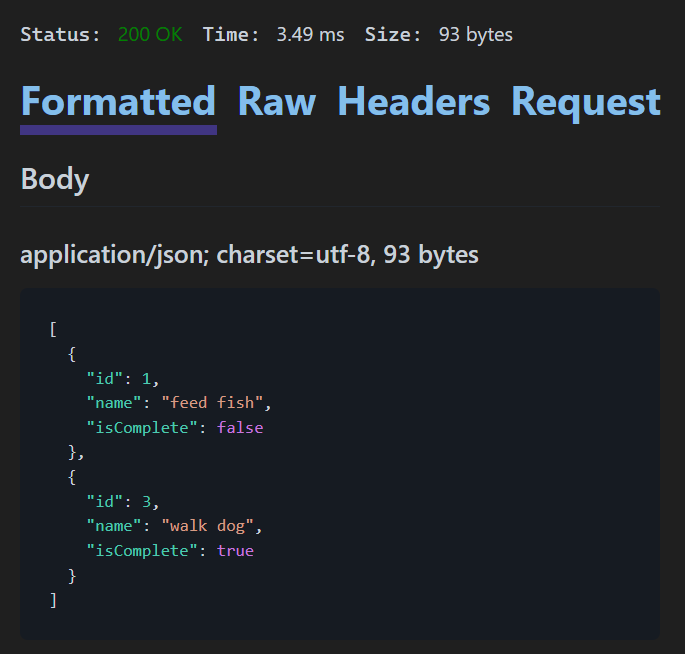 Status: 200 OK Time: 3.49 ms Size: 93 bytes
Formatted Raw Headers Request
Body
application/json; charset=utf-8, 93 bytes
[
  {
    "id": 1,
    "name": "feed fish",
    "isComplete": false
  },
  {
    "id": 3,
    "name": "walk dog",
    "isComplete": true
  }
]